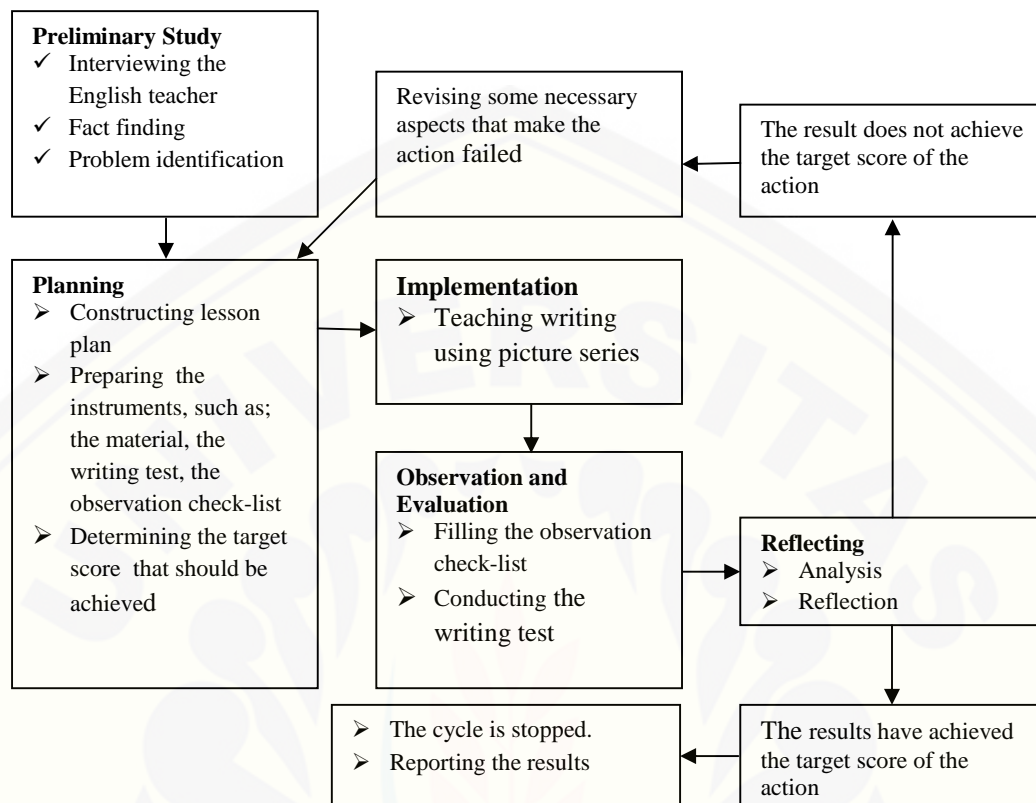 Preliminary Study
✓ Interviewing the
English teacher
✓ Fact finding
✓ Problem identification
Revising some necessary
aspects that make the
action failed
The result does not achieve
the target score of the
action
Planning
➢ Constructing lesson
plan
➢ Preparing the
instruments, such as;
the material, the
writing test, the
observation check-list
➢ Determining the target
score that should be
achieved
Implementation
➢ Teaching writing
using picture series
Observation and
Evaluation
➢ Filling the observation
check-list
➢ Conducting the
writing test
Reflecting
➢ Analysis
➢ Reflection
➢ The cycle is stopped.
➢ Reporting the results
The results have achieved
the target score of the
action
UNIVERSITAS